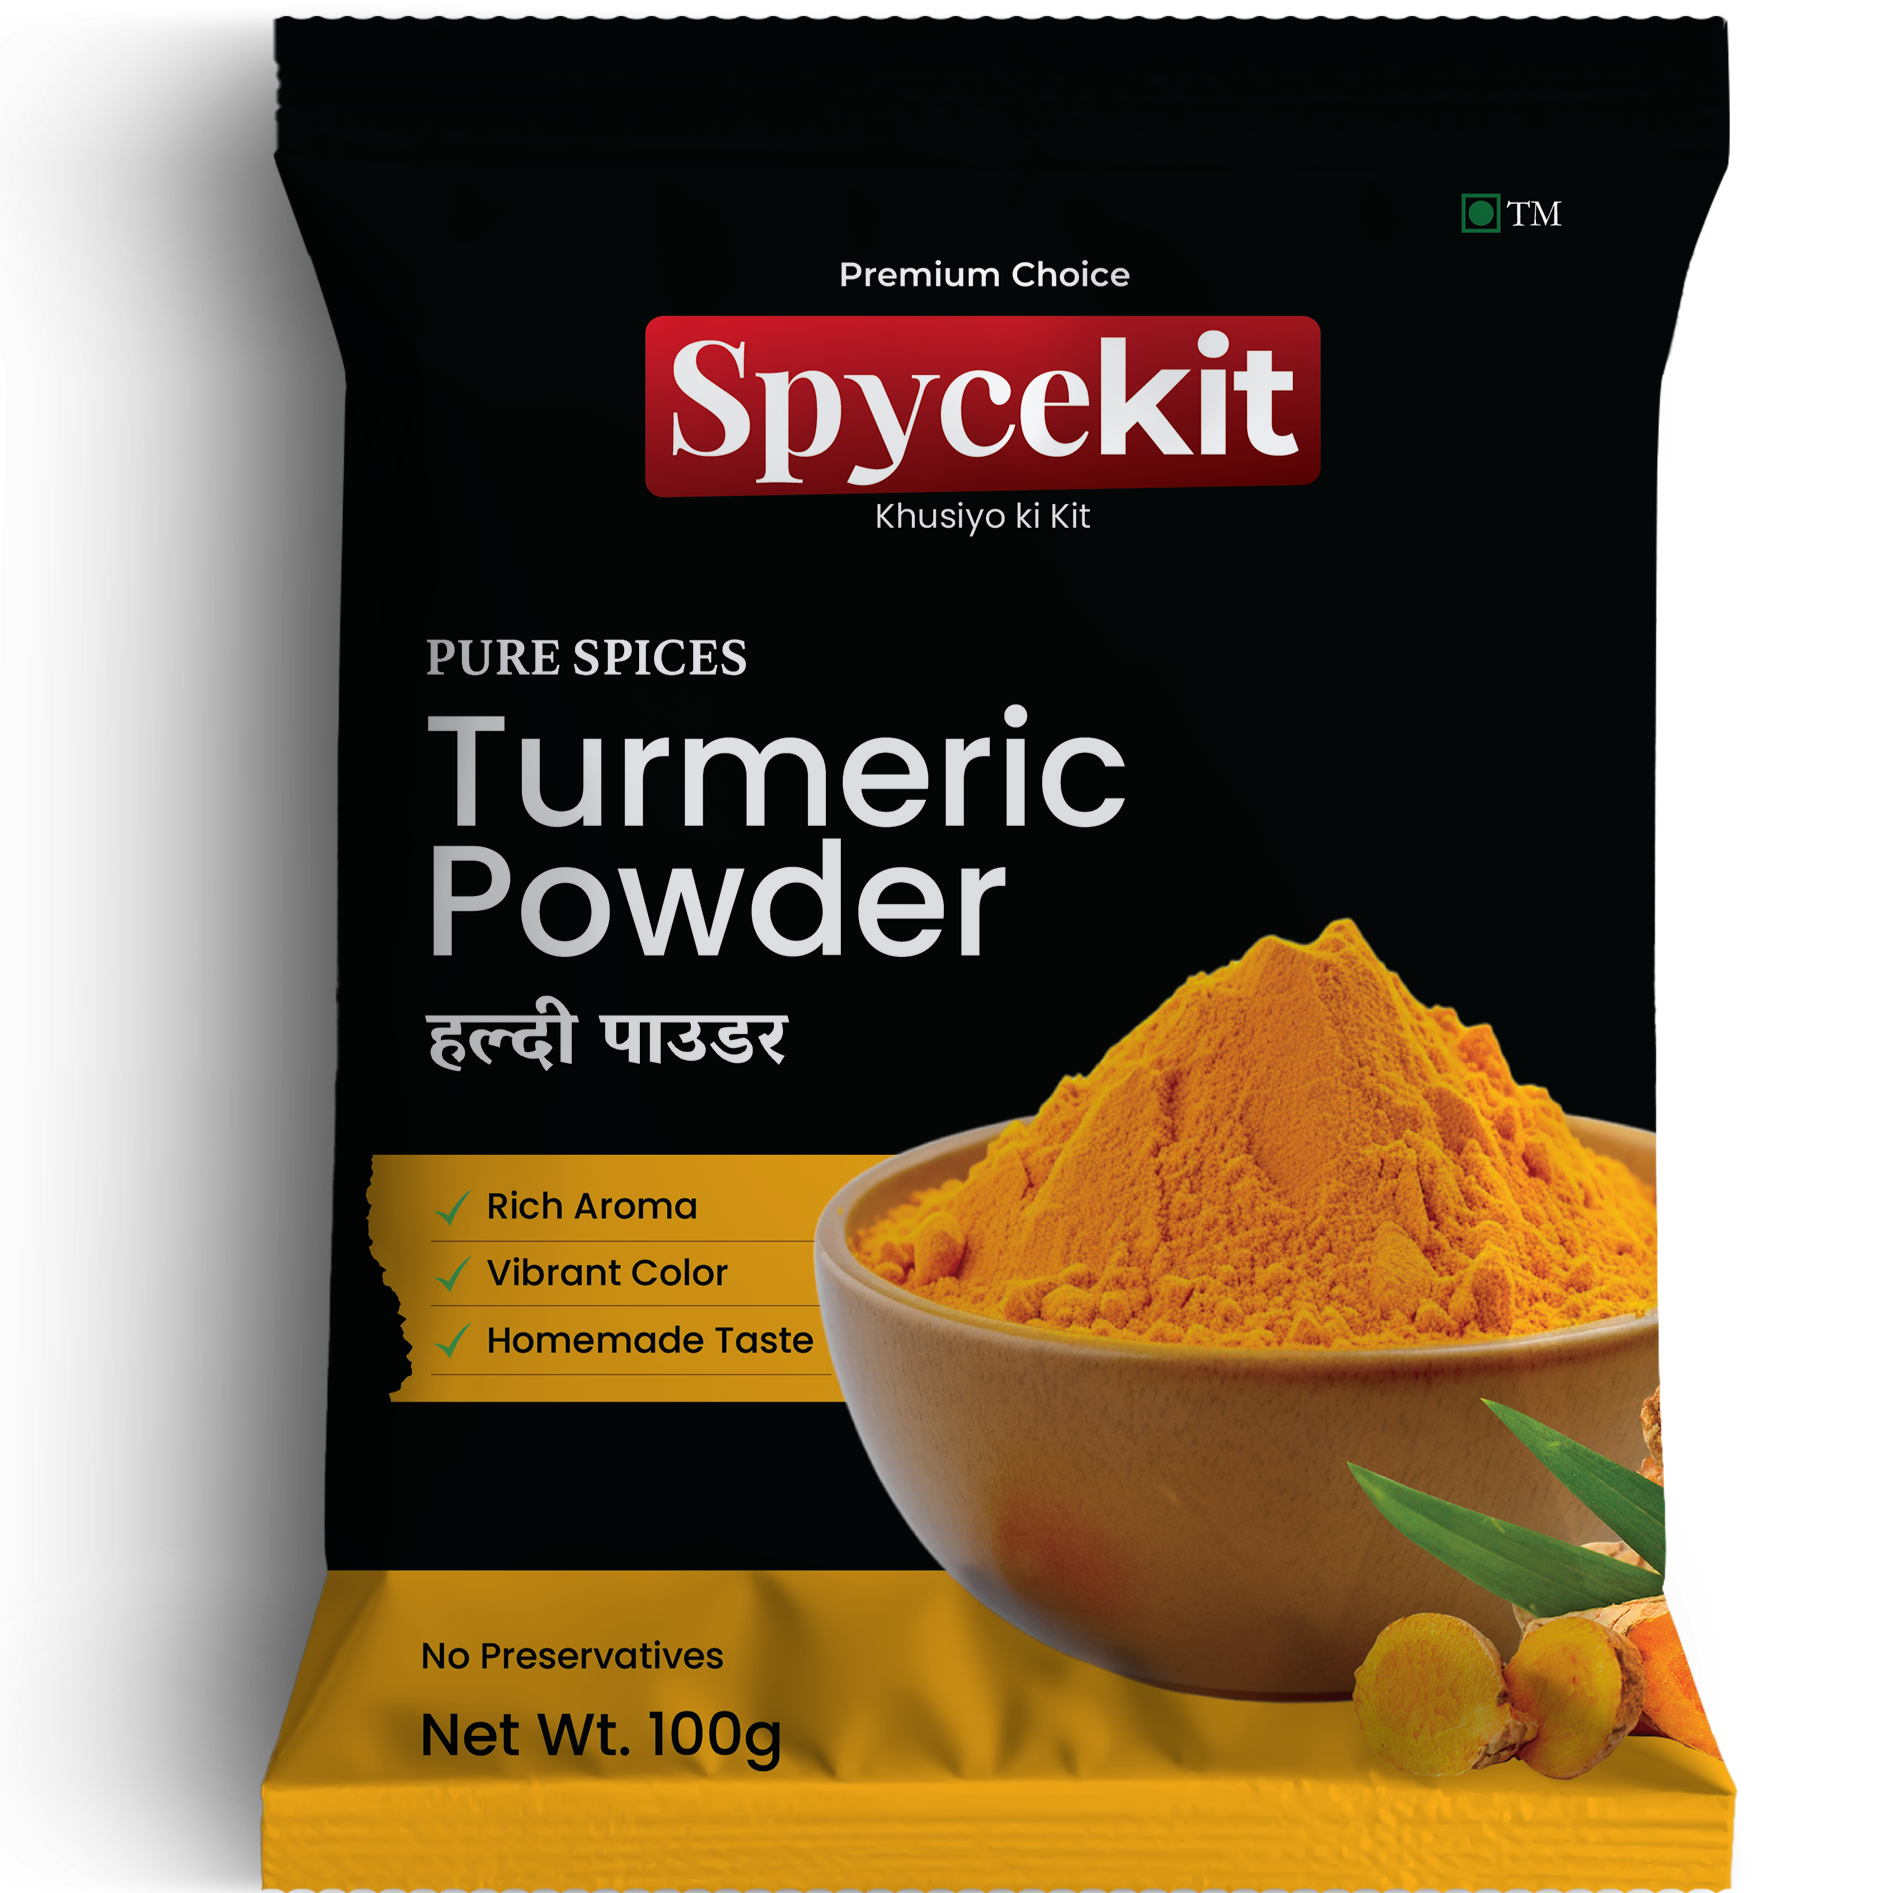 TM
Premium Choice
Spycekit
Khusiyo ki Kit
PURE SPICES
Turmeric
Powder
हल्दी पाउडर
Rich Aroma
Vibrant Color
Homemade Taste
No Preservatives
Net Wt. 100g